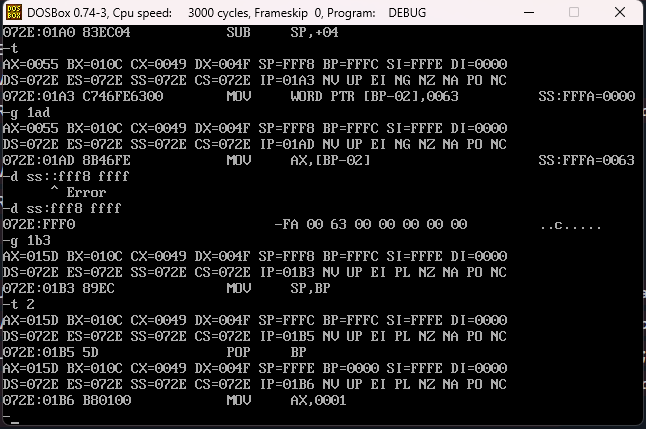 DOSBox 0.74-3, Cpu speed: 3000 cycles, Frameskip 0, Program: DEBUG
072E:01A0 83EC04 SUB SP,+04
-t
AX=0055 BX=010C CX=0049 DX=004F SP=FFF8 BP=FFFC SI=FFFE DI=0000
DS=072E ES=072E SS=072E CS=072E IP=01A3 NV UP EI NG NZ NA PO NC
072E:01A3 C746FE6300 MOV WORD PTR [BP-02],0063 SS:FFFA=0000
-g 1ad
AX=0055 BX=010C CX=0049 DX=004F SP=FFF8 BP=FFFC SI=FFFE DI=0000
DS=072E ES=072E SS=072E CS=072E IP=01AD NV UP EI NG NZ NA PO NC
072E:01AD 8B46FE MOV AX,[BP-02] SS:FFFA=0063
-d ss::fff8 ffff
^ Error
-d ss:fff8 ffff
072E:FFF0 -FA 00 63 00 00 00 00 00 ..c.....
-g 1b3
AX=015D BX=010C CX=0049 DX=004F SP=FFF8 BP=FFFC SI=FFFE DI=0000
DS=072E ES=072E SS=072E CS=072E IP=01B3 NV UP EI PL NZ NA PO NC
072E:01B3 89EC MOV SP,BP
-t 2
AX=015D BX=010C CX=0049 DX=004F SP=FFFC BP=FFFC SI=FFFE DI=0000
DS=072E ES=072E SS=072E CS=072E IP=01B5 NV UP EI PL NZ NA PO NC
072E:01B5 5D POP BP
AX=015D BX=010C CX=0049 DX=004F SP=FFFE BP=0000 SI=FFFE DI=0000
DS=072E ES=072E SS=072E CS=072E IP=01B6 NV UP EI PL NZ NA PO NC
072E:01B6 B80100 MOV AX,0001
-_